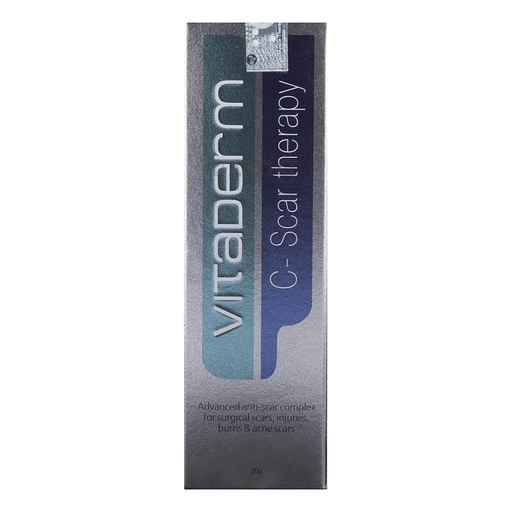 VITADERM
C- Scar therapy
Advanced anti-scar complex
for surgical scars, injuries,
burns & acne scars
20g